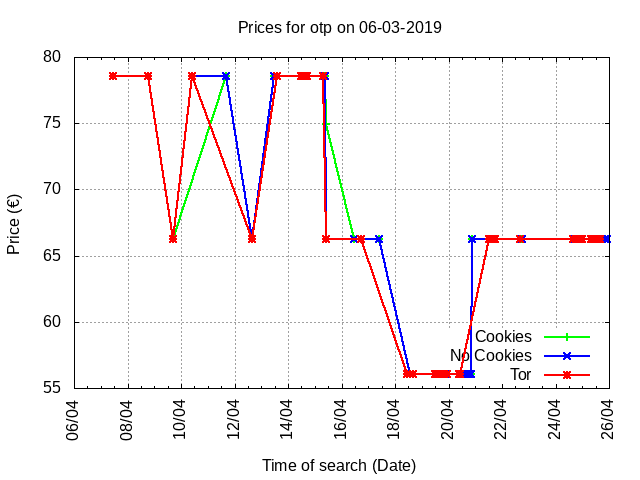 Prices for otp on 06-03-2019
80
75
70
65
60
55
Price (€)
Cookies
No Cookies
Tor
06/04
08/04
10/04
12/04
14/04
16/04
18/04
20/04
22/04
24/04
26/04
Time of search (Date)